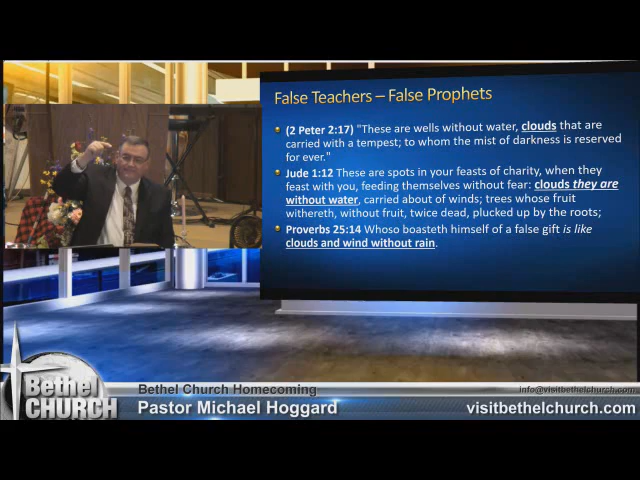 False Teachers – False Prophets
(2 Peter 2:17) "These are wells without water, clouds that are
carried with a tempest; to whom the mist of darkness is reserved
for ever."
Jude 1:12 These are spots in your feasts of charity, when they
feast with you, feeding themselves without fear: clouds they are
without water, carried about of winds; trees whose fruit
withereth, without fruit, twice dead, plucked up by the roots;
Proverbs 25:14 Whoso boasteth himself of a false gift is like
clouds and wind without rain.
Bethel
CHURCH
Bethel Church Homecoming
info@visitbethelchurch.com
Pastor Michael Hoggard
visitbethelchurch.com